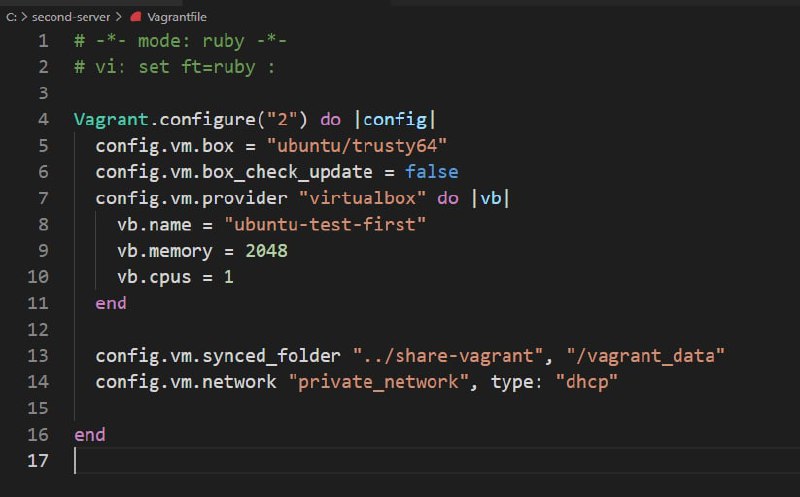 C: > second-server > Vagrantfile
1 # -*- mode: ruby -*-
2 # vi: set ft=ruby :
3
4 Vagrant.configure("2") do |config|
5   config.vm.box = "ubuntu/trusty64"
6   config.vm.box_check_update = false
7   config.vm.provider "virtualbox" do |vb|
8     vb.name = "ubuntu-test-first"
9     vb.memory = 2048
10     vb.cpus = 1
11   end
12
13   config.vm.synced_folder "../share-vagrant", "/vagrant_data"
14   config.vm.network "private_network", type: "dhcp"
15
16 end
17